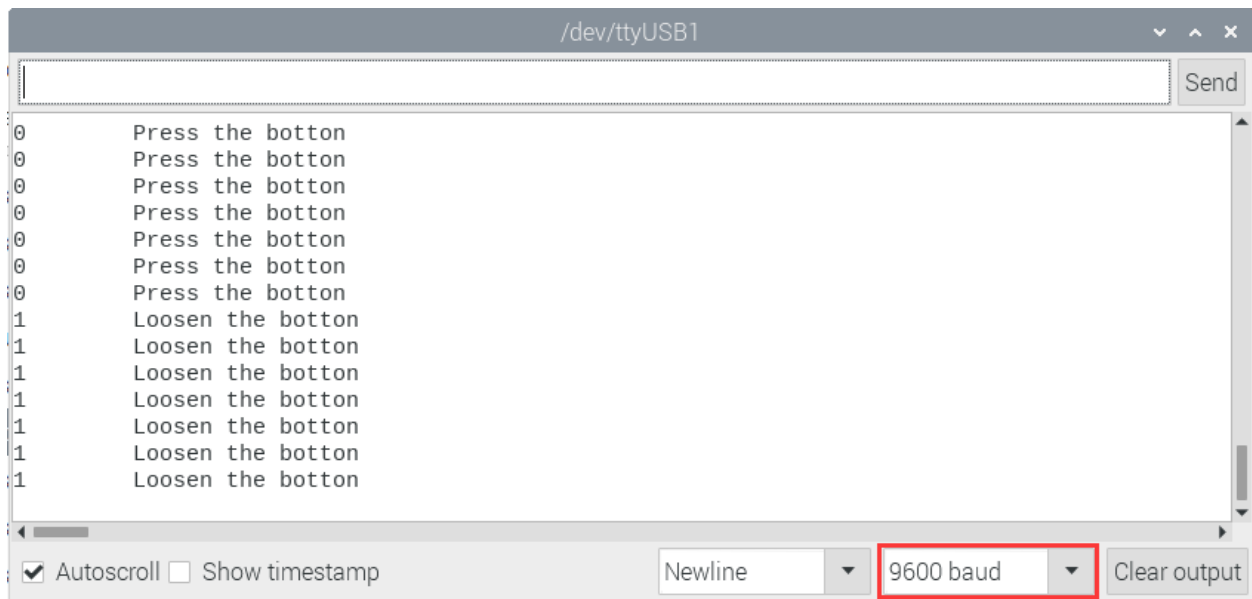 /dev/ttyUSB1
Send
0 Press the botton
0 Press the botton
0 Press the botton
0 Press the botton
0 Press the botton
0 Press the botton
0 Press the botton
1 Loosen the botton
1 Loosen the botton
1 Loosen the botton
1 Loosen the botton
1 Loosen the botton
1 Loosen the botton
1 Loosen the botton
Autoscroll Show timestamp Newline 9600 baud Clear output